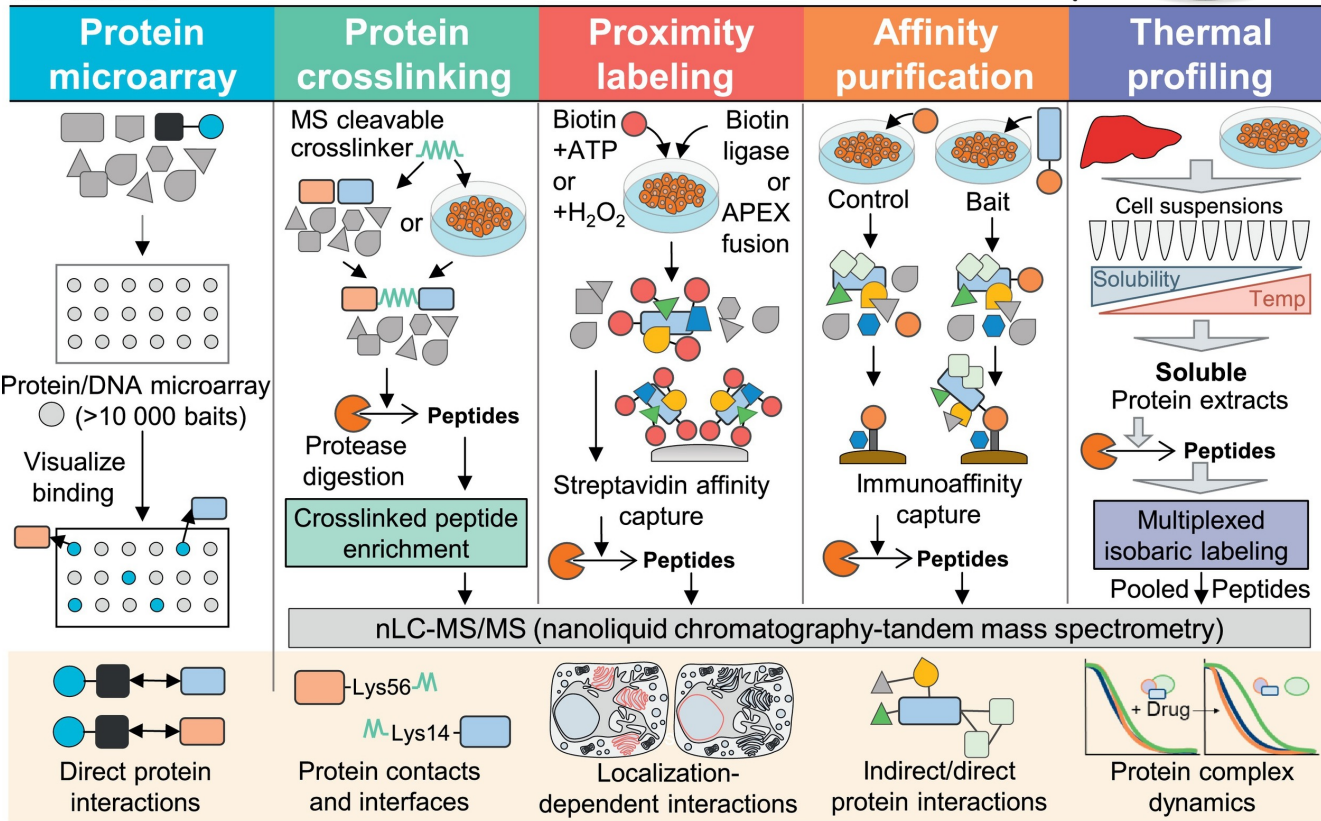 Protein
microarray
Protein
crosslinking
Proximity
labeling
Affinity
purification
Thermal
profiling
Protein/DNA microarray
(>10 000 baits)
Visualize
binding
MS cleavable
crosslinker
or
Protease
digestion
Peptides
Crosslinked peptide
enrichment
Biotin
+ATP
or
+H₂O₂
Biotin
ligase
or
APEX
fusion
Streptavidin affinity
capture
Peptides
Control
Bait
Immunoaffinity
capture
Peptides
Cell suspensions
Solubility
Temp
Soluble
Protein extracts
Peptides
Multiplexed
isobaric labeling
Pooled Peptides
nLC-MS/MS (nanoliquid chromatography-tandem mass spectrometry)
Direct protein
interactions
Lys56
Lys14
Protein contacts
and interfaces
Localization-
dependent interactions
Indirect/direct
protein interactions
+ Drug
Protein complex
dynamics